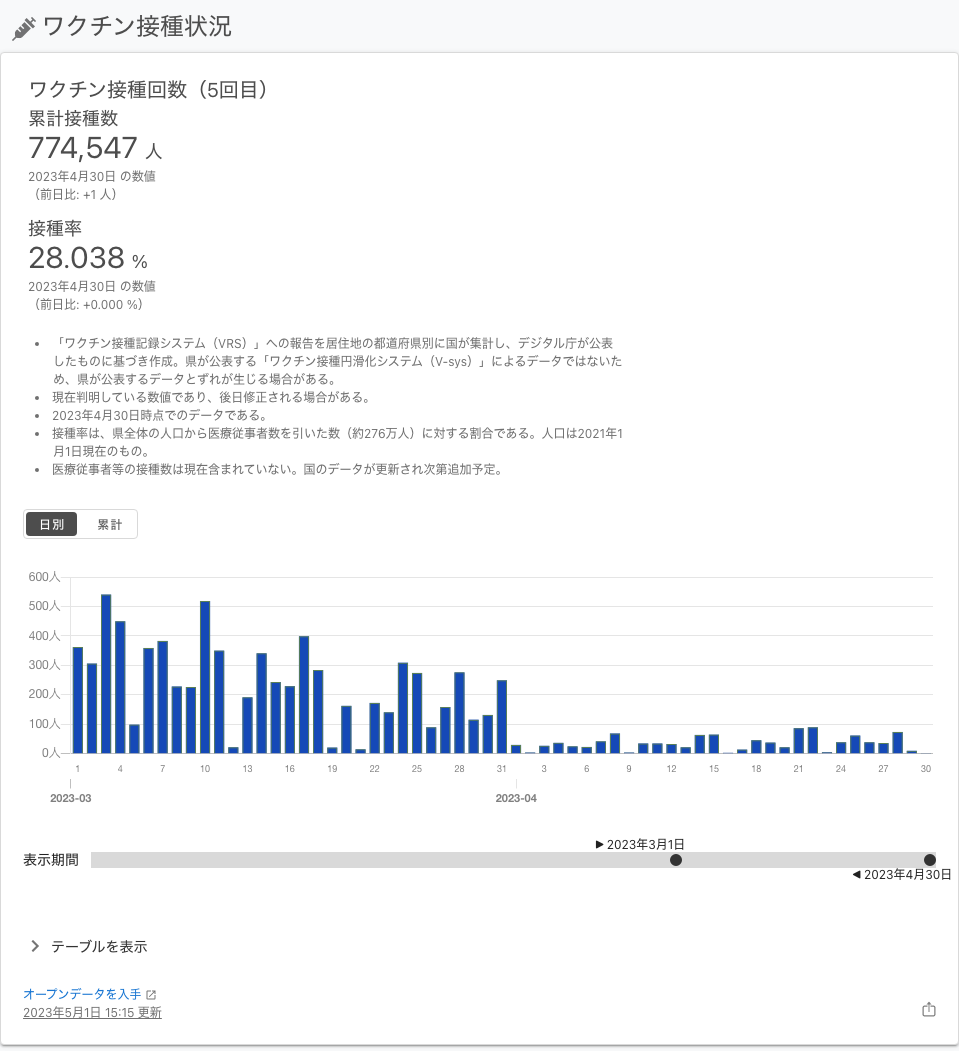 ワクチン接種状況
ワクチン接種回数（5回目）
累計接種数
774,547 人
2023年4月30日 の数値
（前日比: +1 人）
接種率
28.038 %
2023年4月30日 の数値
（前日比: +0.000 %）
• 「ワクチン接種記録システム（VRS）」への報告を居住地の都道府県別に国が集計し、デジタル庁が公表
したものに基づき作成。県が公表する「ワクチン接種円滑化システム（V-sys）」によるデータではないた
め、県が公表するデータとずれが生じる場合がある。
• 現在判明している数値であり、後日修正される場合がある。
• 2023年4月30日時点でのデータである。
• 接種率は、県全体の人口から医療従事者数を引いた数（約276万人）に対する割合である。人口は2021年1
月1日現在のもの。
• 医療従事者等の接種数は現在含まれていない。国のデータが更新され次第追加予定。
日別 累計
600人
500人
400人
300人
200人
100人
0人
1 4 7 10 13 16 19 22 25 28 31 3 6 9 12 15 18 21 24 27 30
2023-03 2023-04
▶ 2023年3月1日
表示期間
◀ 2023年4月30日
テーブルを表示
オープンデータを入手
2023年5月1日 15:15 更新